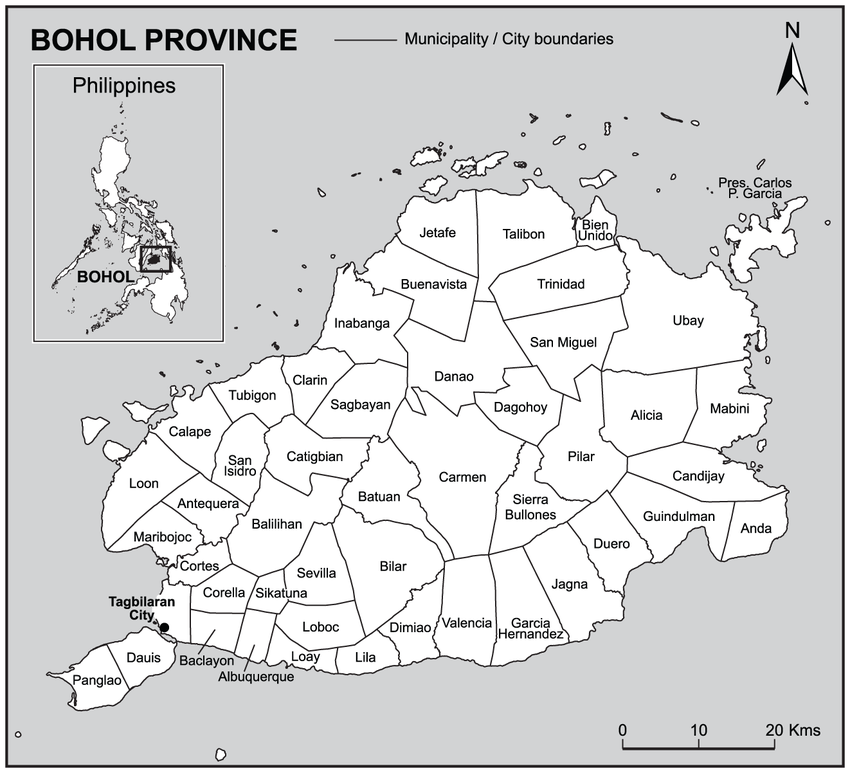 BOHOL PROVINCE
Municipality / City boundaries
N
Philippines
BOHOL
Pres. Carlos
P. Garcia
Jetafe
Talibon
Bien
Unido
Buenavista
Trinidad
Inabanga
Ubay
San Miguel
Danao
Clarin
Tubigon
Sagbayan
Dagohoy
Alicia
Mabini
Calape
San
Isidro
Catigbian
Pilar
Loon
Carmen
Candijay
Antequera
Batuan
Sierra
Bullones
Balilihan
Guindulman
Anda
Maribojoc
Duero
Cortes
Sevilla
Bilar
Jagna
Corella
Sikatuna
Tagbilaran
City
Loboc
Dimiao
Valencia
Garcia
Hernandez
Dauis
Baclayon
Loay
Lila
Albuquerque
Panglao
0 10 20 Kms